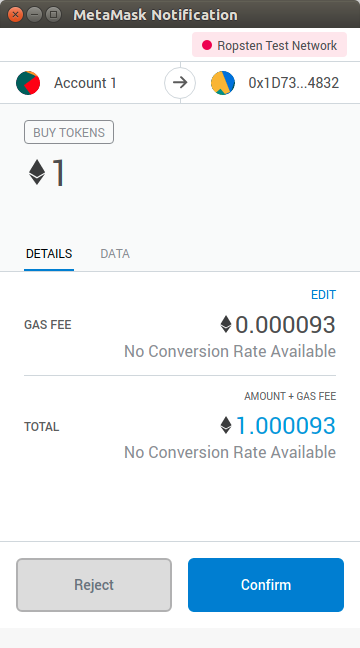 MetaMask Notification
Ropsten Test Network
Account 1
0x1D73...4832
BUY TOKENS
1
DETAILS
DATA
EDIT
GAS FEE
0.000093
No Conversion Rate Available
AMOUNT + GAS FEE
TOTAL
1.000093
No Conversion Rate Available
Reject
Confirm